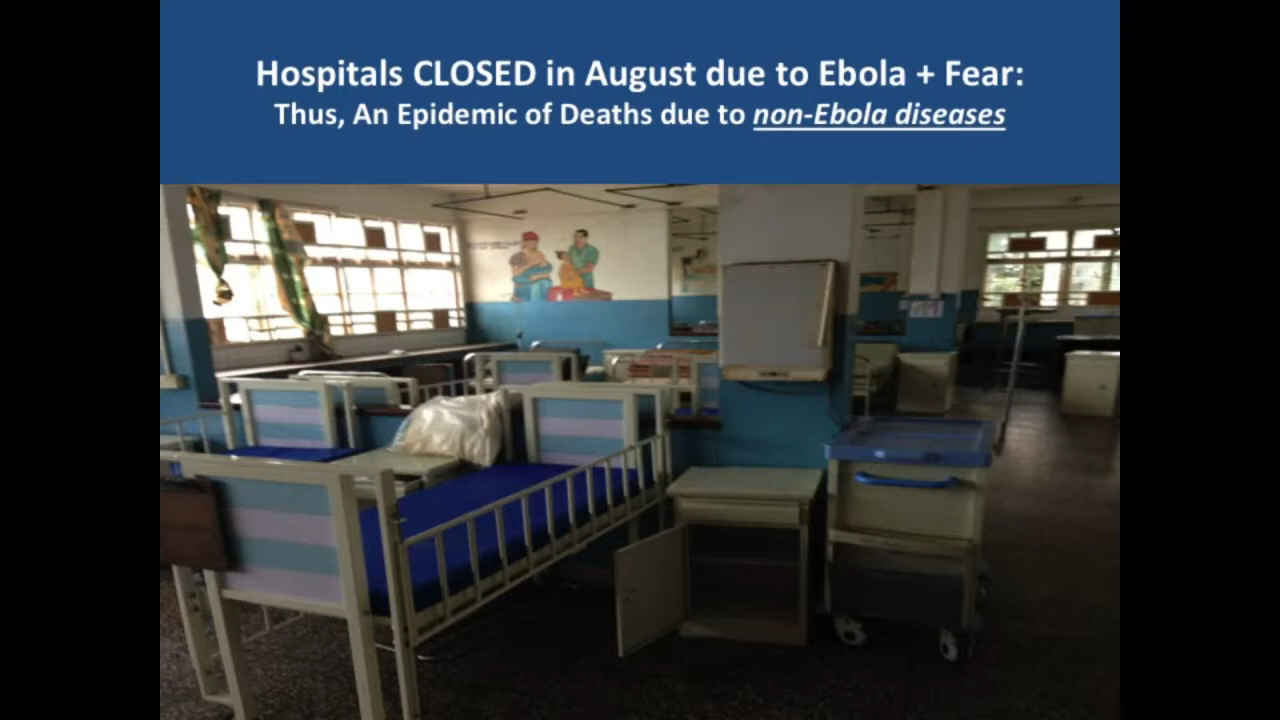 Hospitals CLOSED in August due to Ebola + Fear:
Thus, An Epidemic of Deaths due to non-Ebola diseases